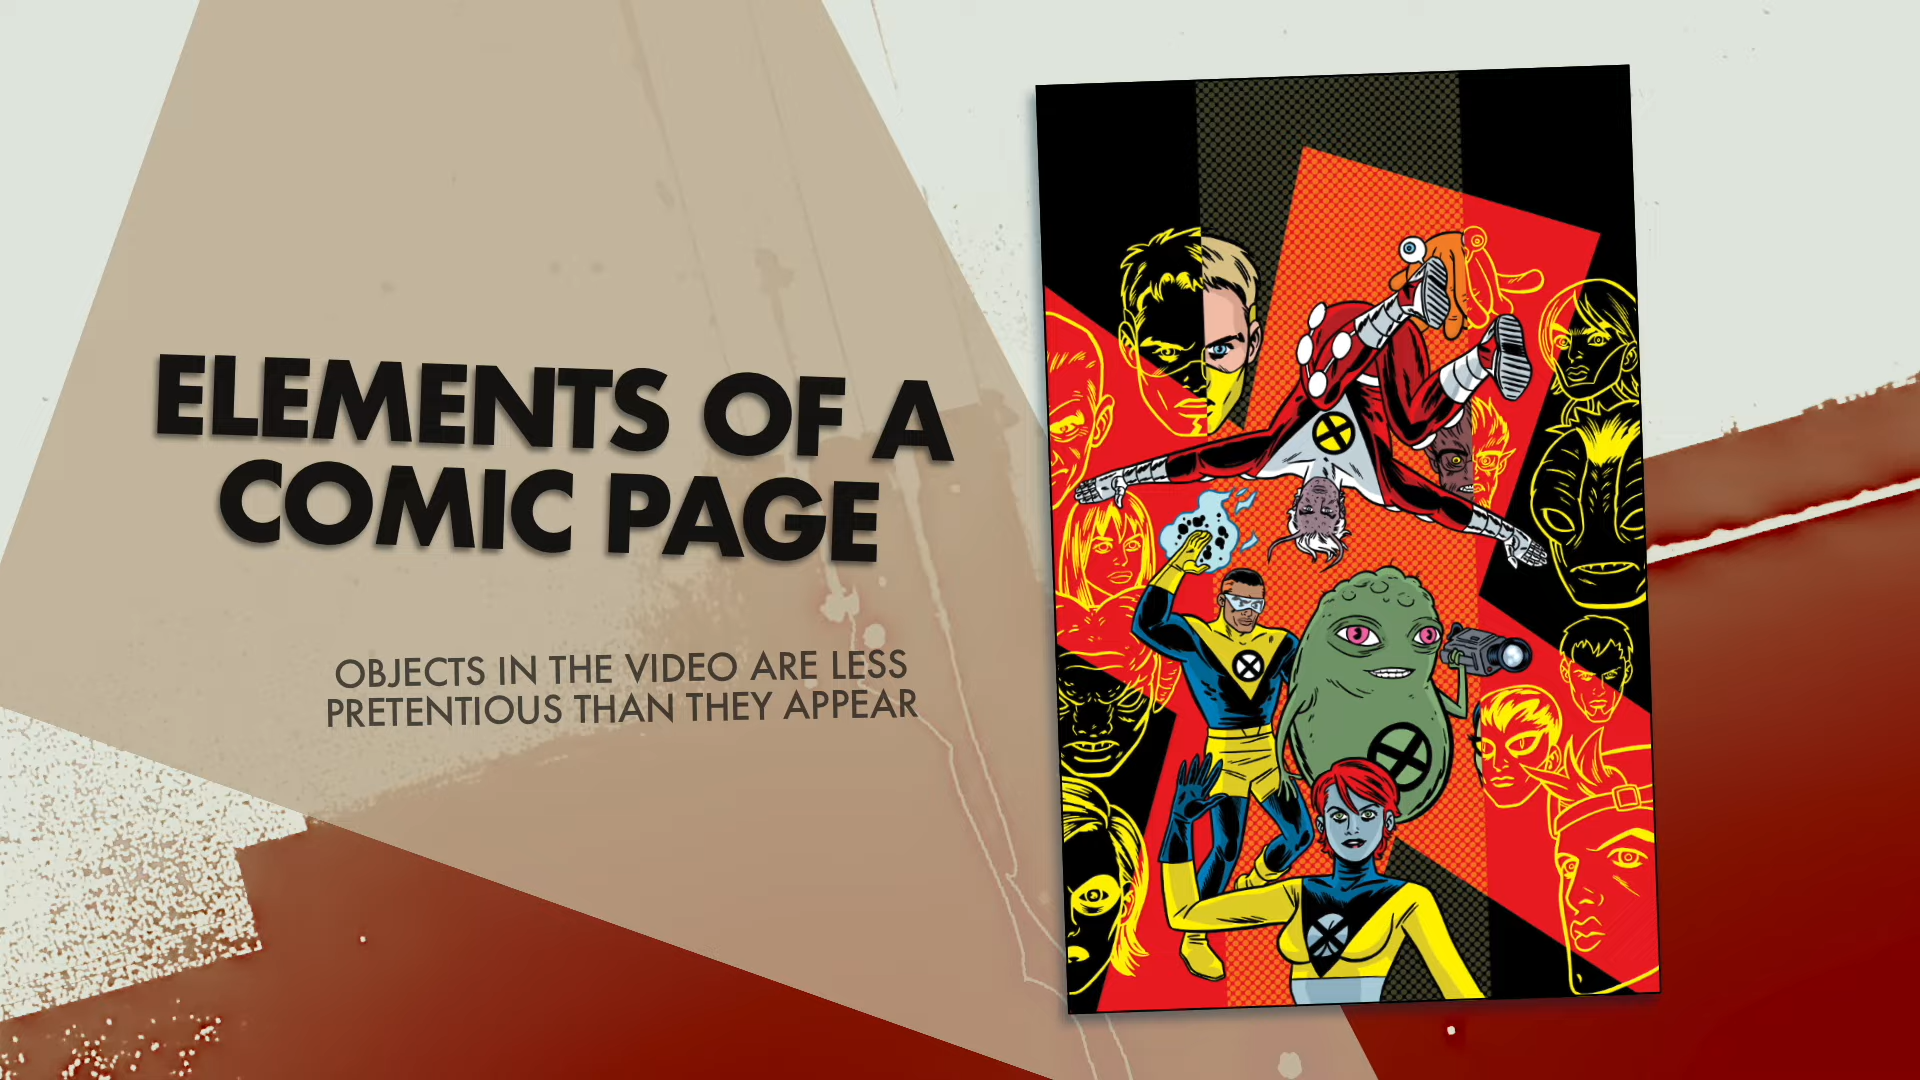 ELEMENTS OF A
COMIC PAGE
OBJECTS IN THE VIDEO ARE LESS
PRETENTIOUS THAN THEY APPEAR